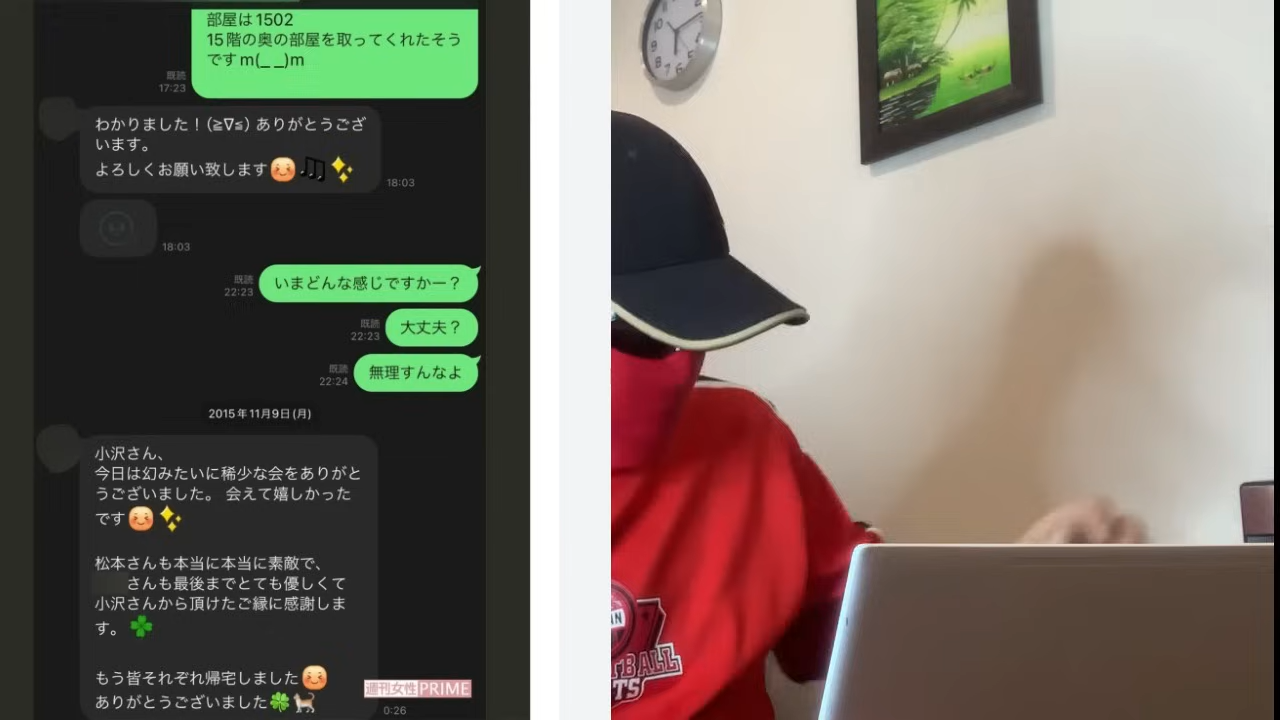 部屋は1502
15階の奥の部屋を取ってくれたそう
ですm(_ _)m
既読
17:23
わかりました！(≧∇≦) ありがとうござ
います。
よろしくお願い致します
18:03
18:03
既読
22:23
いまどんな感じですかー？
既読
22:23
大丈夫？
既読
22:24
無理すんなよ
2015年11月9日(月)
小沢さん、
今日は幻みたいに稀少な会をありがと
うございました。 会えて嬉しかった
です
松本さんも本当に本当に素敵で、
さんも最後までとても優しくて
小沢さんから頂けたご縁に感謝しま
す。
もう皆それぞれ帰宅しました
ありがとうございました
0:26
週刊女性PRIME